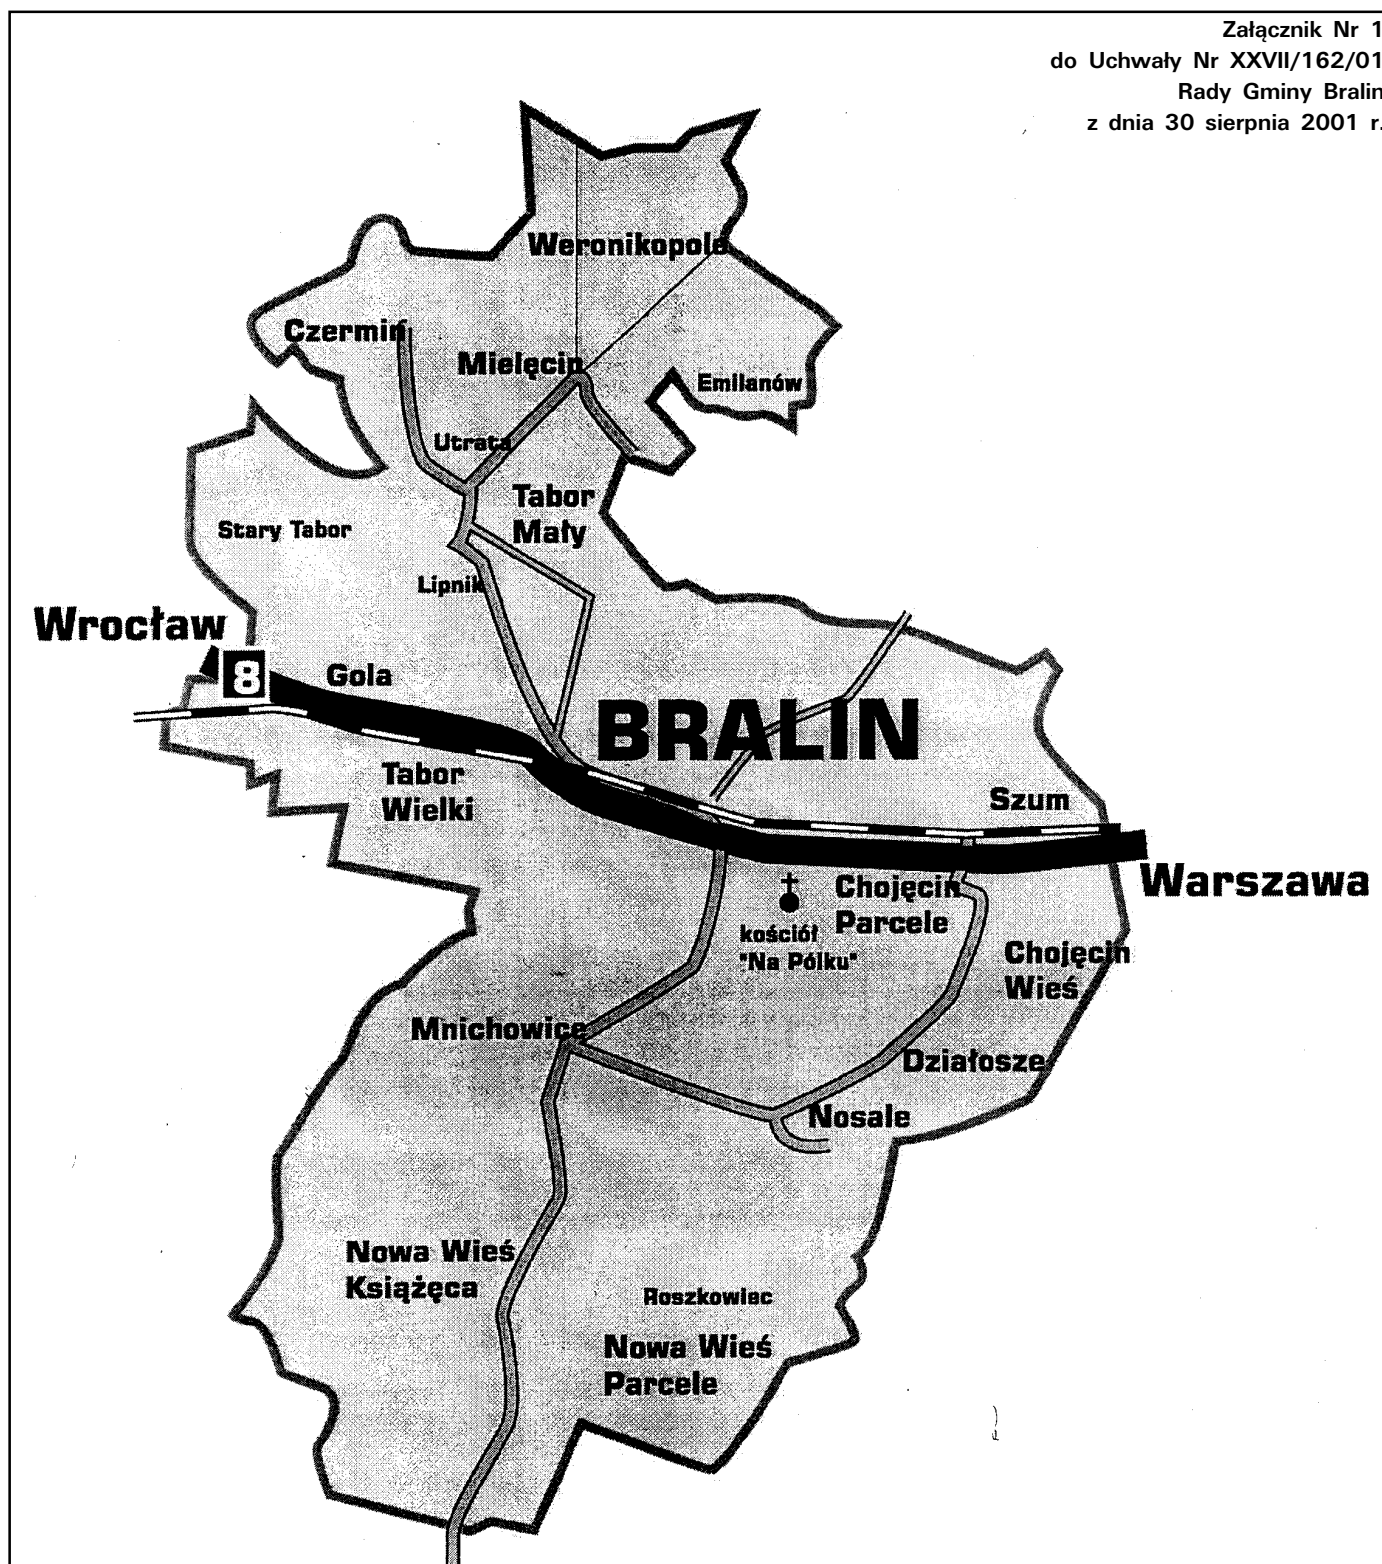 Załącznik Nr 1
do Uchwały Nr XXVII/162/01
Rady Gminy Bralin
z dnia 30 sierpnia 2001 r.
Weronikopole
Czermin
Mielęcin
Emilanów
Utrata
Tabor
Mały
Stary Tabor
Lipnik
Wrocław
8
Gola
BRALIN
Tabor
Wielki
Szum
Warszawa
Chojęcin
Parcele
kościół
"Na Pólku"
Chojęcin
Wieś
Mnichowice
Działosze
Nosale
Nowa Wieś
Książęca
Roszkowiec
Nowa Wieś
Parcele